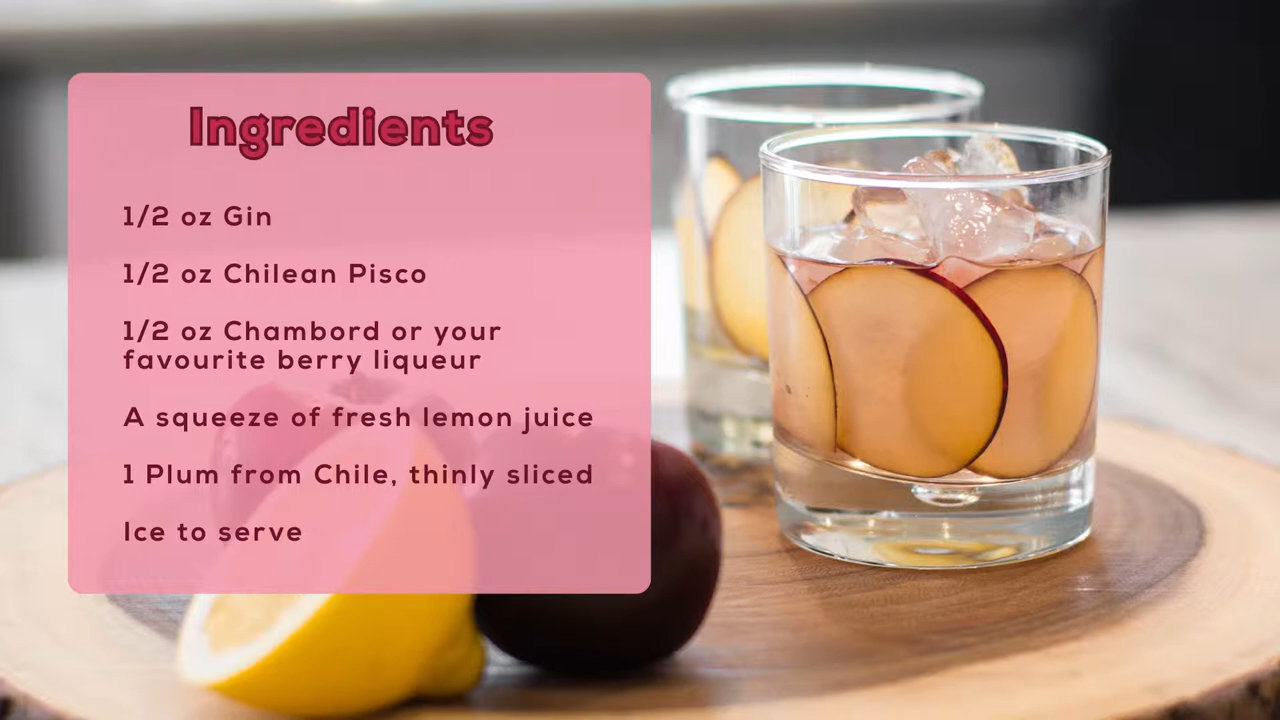 Ingredients
1/2 oz Gin
1/2 oz Chilean Pisco
1/2 oz Chambord or your
favourite berry liqueur
A squeeze of fresh lemon juice
1 Plum from Chile, thinly sliced
Ice to serve